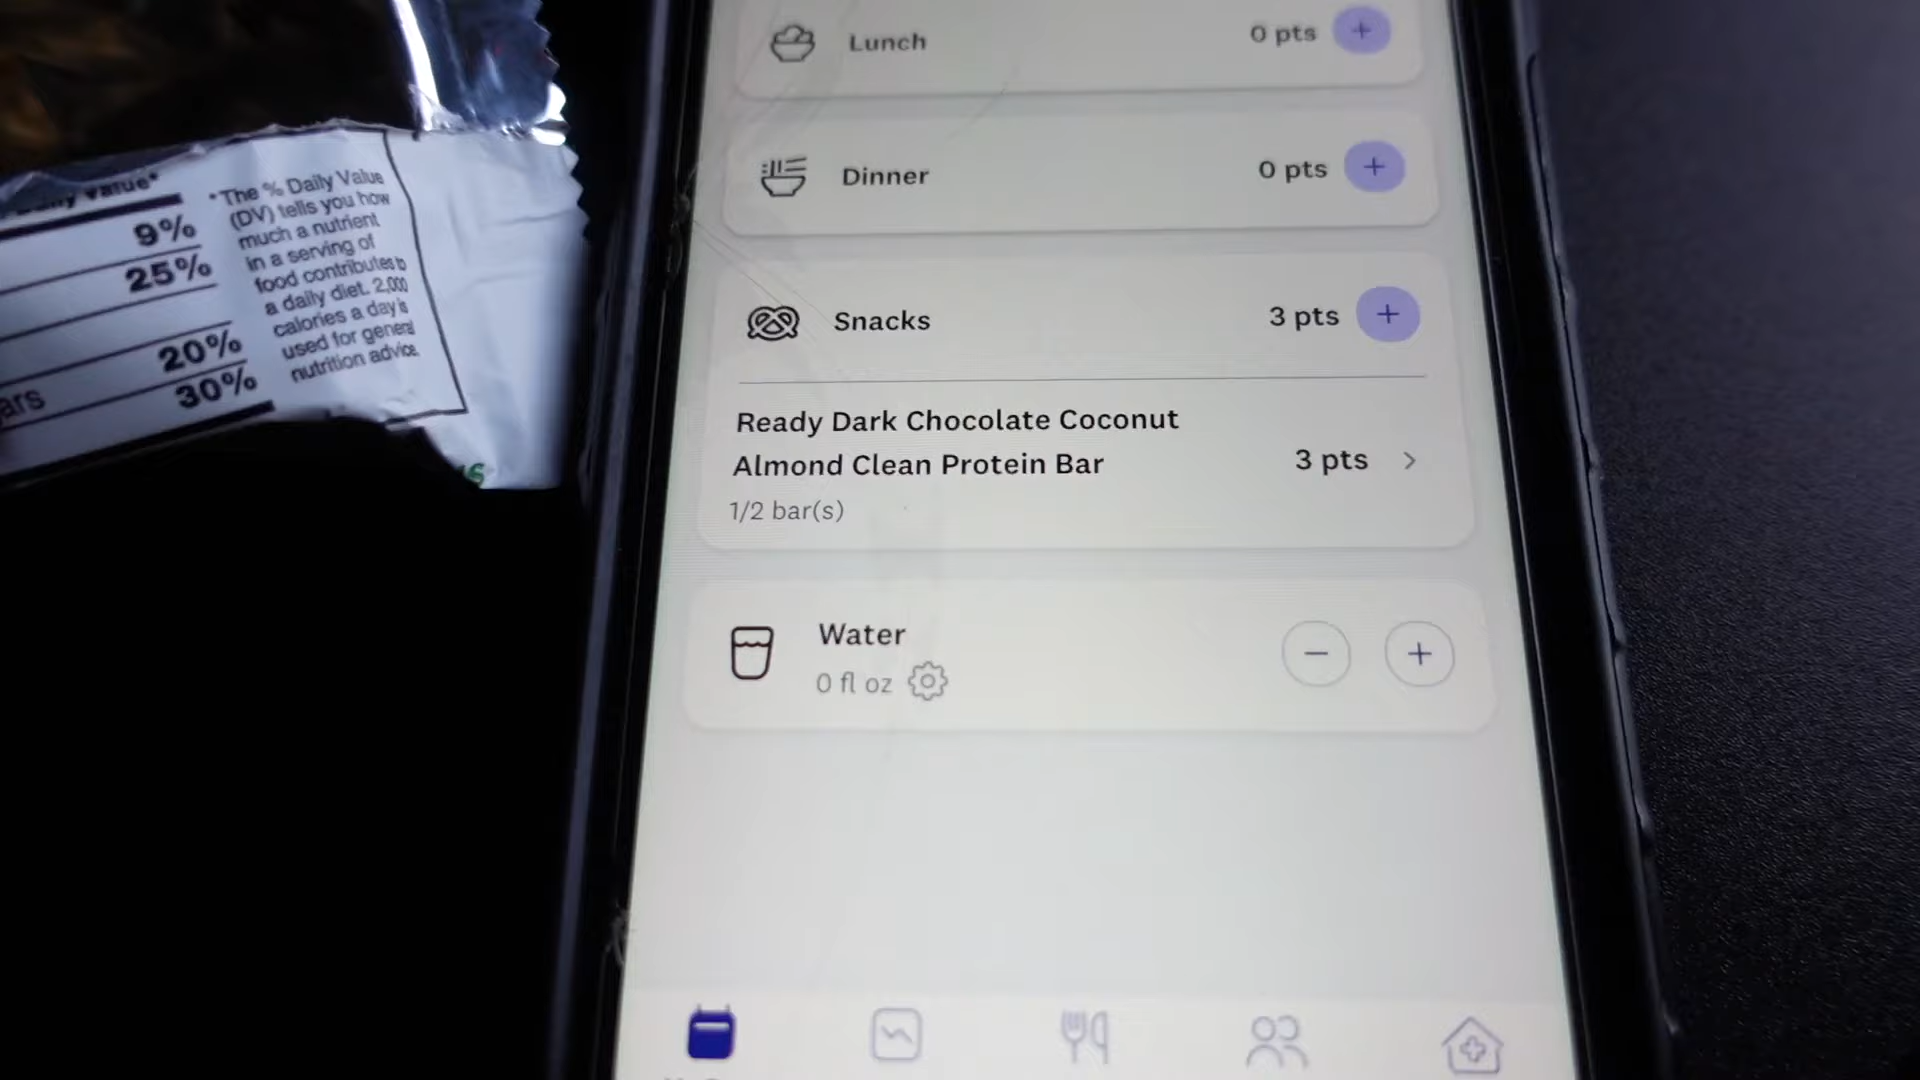 Daily Value*
9%
25%
20%
ars
30%
*The % Daily Value
(DV) tells you how
much a nutrient
in a serving of
food contributes to
a daily diet. 2,000
calories a day is
used for general
nutrition advice.
Lunch 0 pts +
Dinner 0 pts +
Snacks 3 pts +
Ready Dark Chocolate Coconut
Almond Clean Protein Bar 3 pts >
1/2 bar(s)
Water
0 fl oz